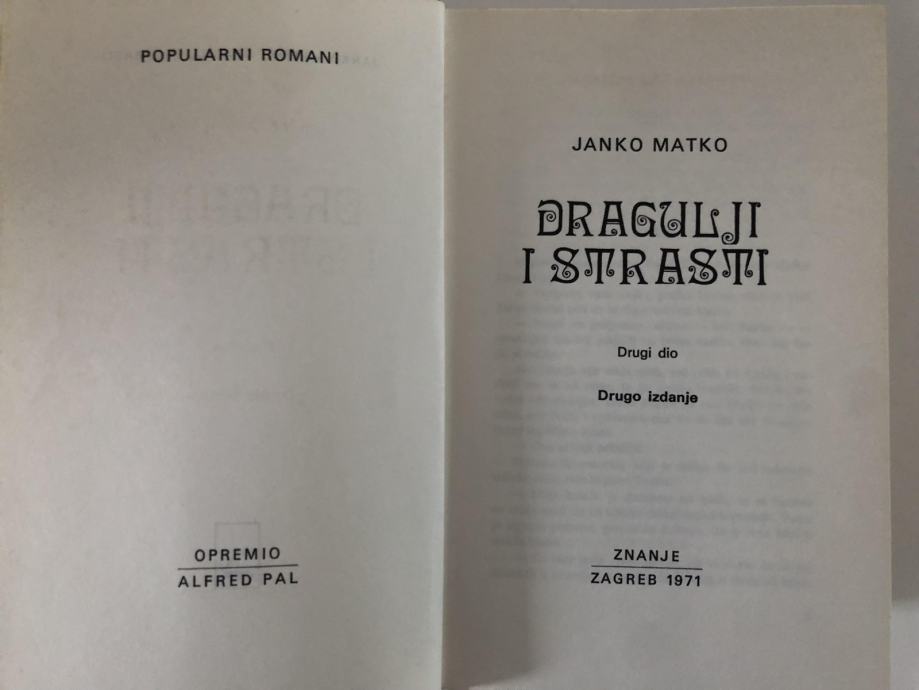 POPULARNI ROMANI
OPREMIO
ALFRED PAL
JANKO MATKO
DRAGULJI
I STRASTI
Drugi dio
Drugo izdanje
ZNANJE
ZAGREB 1971